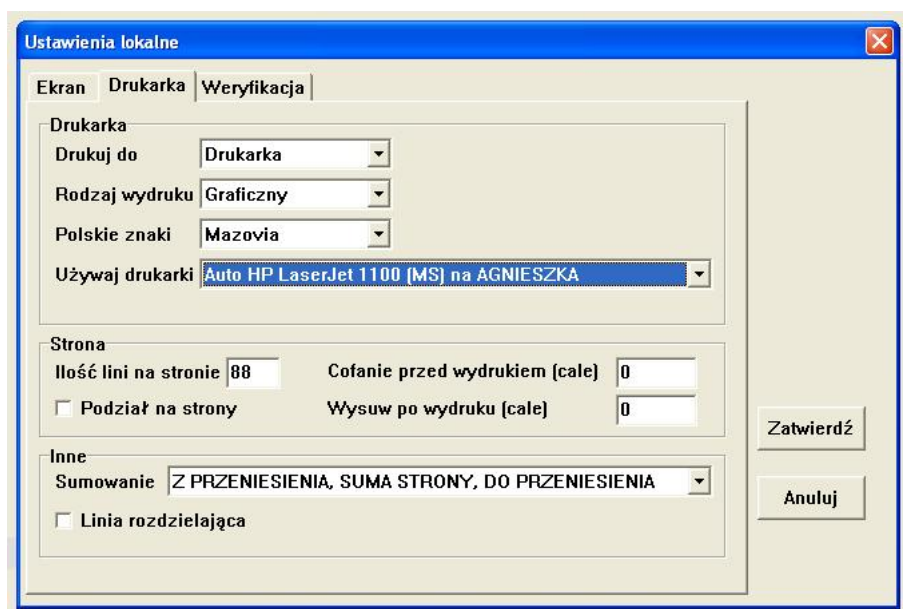 Ustawienia lokalne
Ekran Drukarka Weryfikacja
Drukarka
Drukuj do Drukarka
Rodzaj wydruku Graficzny
Polskie znaki Mazovia
Używaj drukarki Auto HP LaserJet 1100 (MS) na AGNIESZKA
Strona
Ilość lini na stronie 88 Cofanie przed wydrukiem (cale) 0
Podział na strony Wysuw po wydruku (cale) 0
Inne
Sumowanie Z PRZENIESIENIA, SUMA STRONY, DO PRZENIESIENIA
Linia rozdzielająca
Zatwierdź
Anuluj